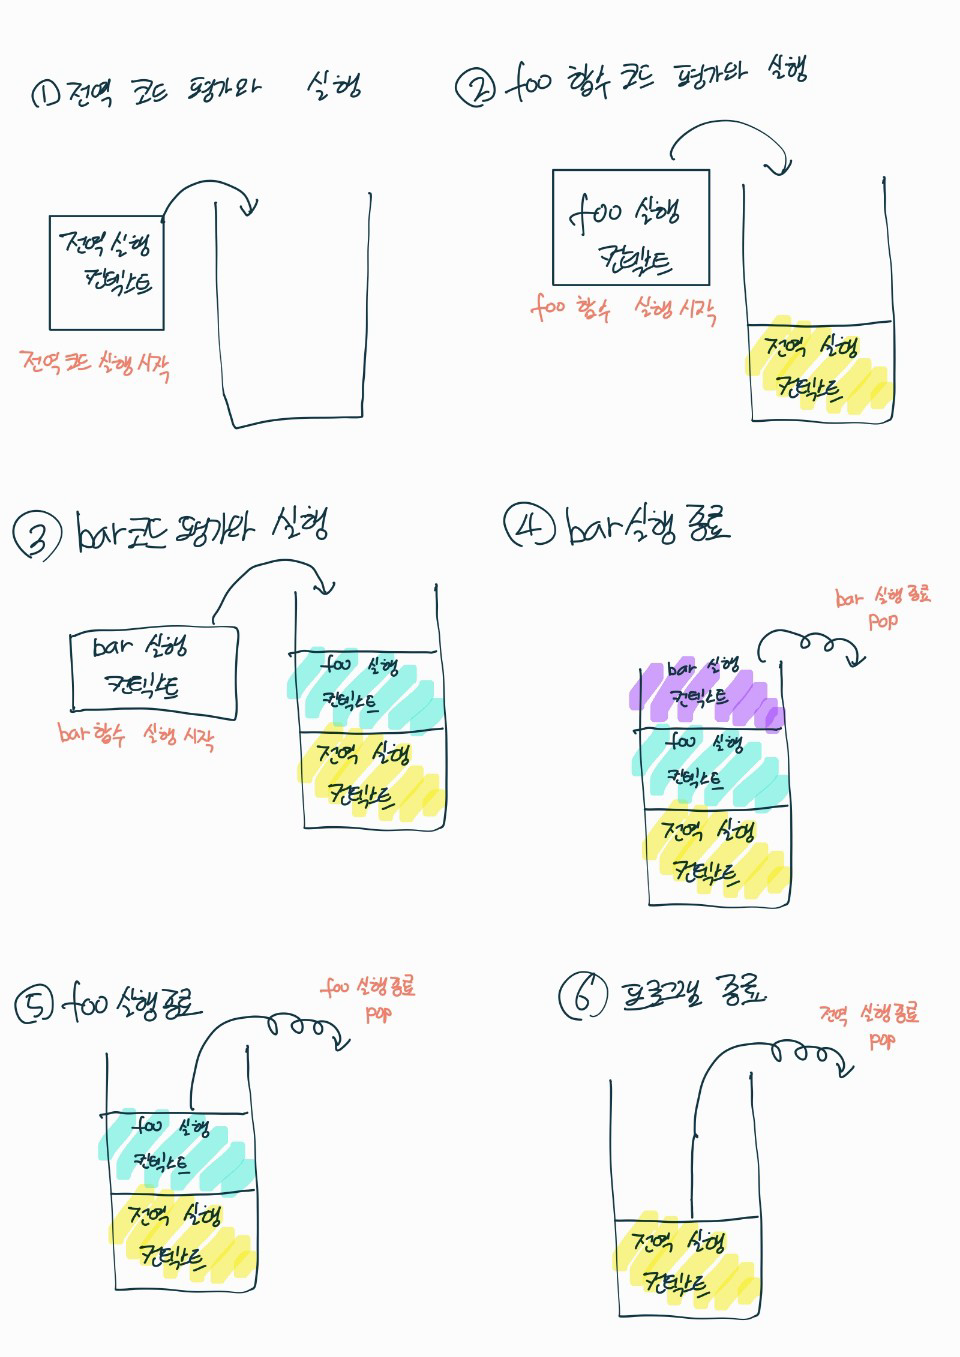 ① 전역 코드 평가와 실행
전역 실행
컨텍스트
전역 코드 실행 시작
② foo 함수 코드 평가와 실행
foo 실행
컨텍스트
foo 함수 실행 시작
전역 실행
컨텍스트
③ bar 코드 평가와 실행
bar 실행
컨텍스트
bar 함수 실행 시작
foo 실행
컨텍스트
전역 실행
컨텍스트
④ bar 실행 종료
bar 실행 종료
pop
bar 실행
컨텍스트
foo 실행
컨텍스트
전역 실행
컨텍스트
⑤ foo 실행 종료
foo 실행 종료
pop
foo 실행
컨텍스트
전역 실행
컨텍스트
⑥ 프로그램 종료
전역 실행 종료
pop
전역 실행
컨텍스트